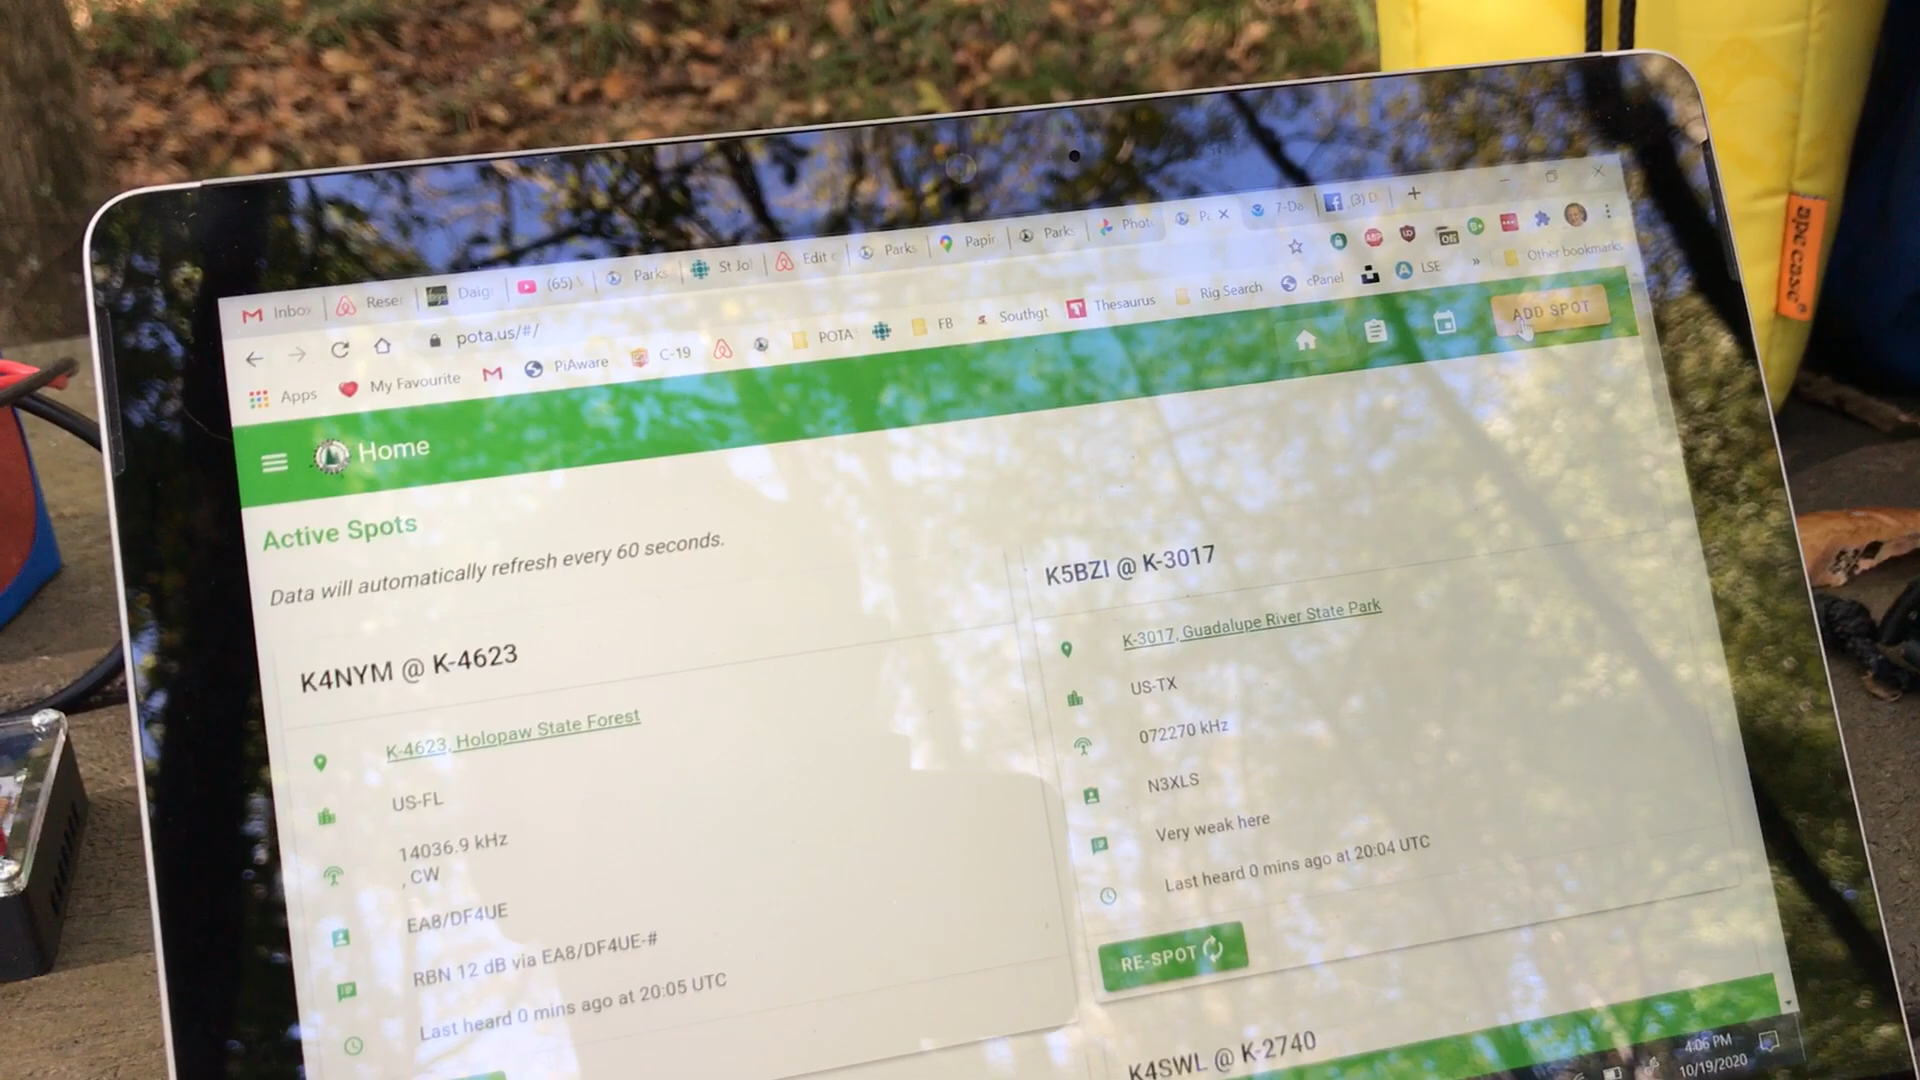 Inbox
Reser
Daig
(65)
Parks
St Jo
Edit
Parks
Papir
Parks
Phot
7-Da
(3) D
pota.us/#/
Apps
My Favourite
PiAware
C-19
POTA
FB
Southgt
Thesaurus
Rig Search
cPanel
LSE
»
Other bookmarks
Home
ADD SPOT
Active Spots
Data will automatically refresh every 60 seconds.
K4NYM @ K-4623
K-4623, Holopaw State Forest
US-FL
14036.9 kHz
, CW
EA8/DF4UE
RBN 12 dB via EA8/DF4UE-#
Last heard 0 mins ago at 20:05 UTC
K5BZI @ K-3017
K-3017, Guadalupe River State Park
US-TX
072270 kHz
N3XLS
Very weak here
Last heard 0 mins ago at 20:04 UTC
RE-SPOT
K4SWL @ K-2740
4:06 PM
10/19/2020
apecase